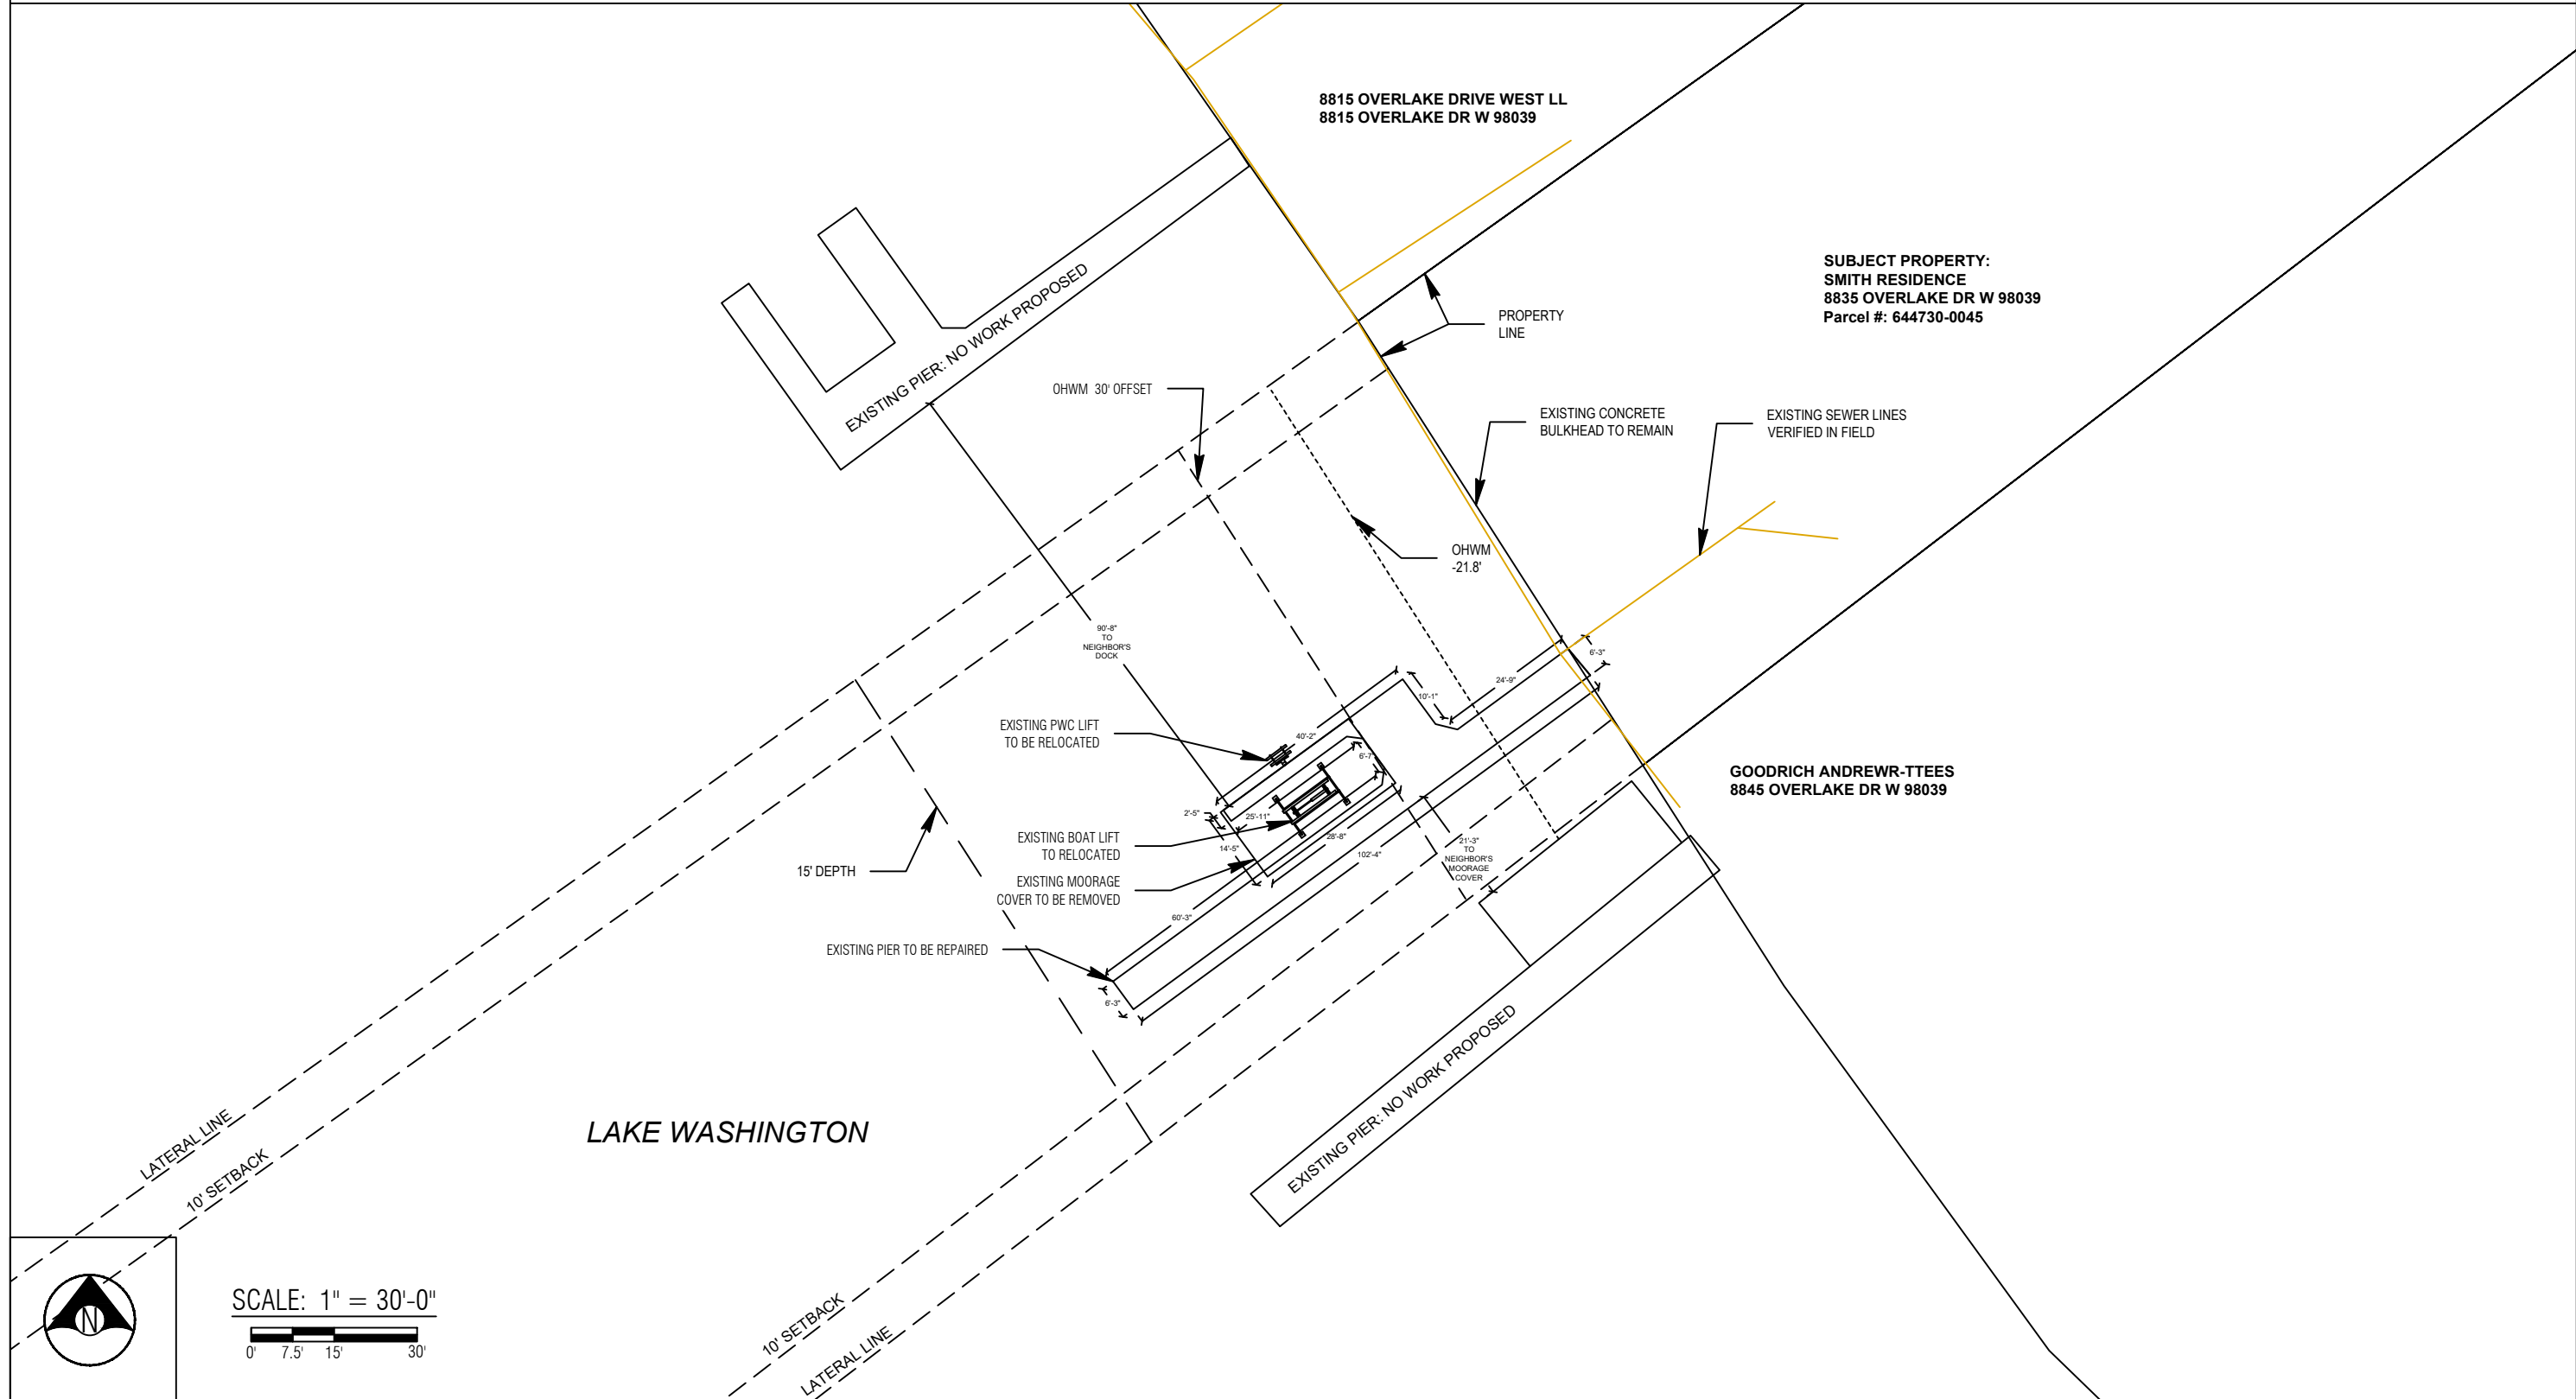 8815 OVERLAKE DRIVE WEST LL
8815 OVERLAKE DR W 98039
SUBJECT PROPERTY:
SMITH RESIDENCE
8835 OVERLAKE DR W 98039
Parcel #: 644730-0045
PROPERTY
LINE
EXISTING PIER: NO WORK PROPOSED
OHWM 30' OFFSET
EXISTING CONCRETE
BULKHEAD TO REMAIN
EXISTING SEWER LINES
VERIFIED IN FIELD
OHWM
-21.8'
90'-8"
TO
NEIGHBOR'S
DOCK
6'-3"
24'-9"
10'-1"
EXISTING PWC LIFT
TO BE RELOCATED
40'-2"
6'-7"
GOODRICH ANDREWR-TTEES
8845 OVERLAKE DR W 98039
2'-5"
25'-11"
EXISTING BOAT LIFT
TO RELOCATED
28'-8"
14'-5"
102'-4"
21'-3"
TO
NEIGHBOR'S
MOORAGE
COVER
15' DEPTH
EXISTING MOORAGE
COVER TO BE REMOVED
60'-3"
EXISTING PIER TO BE REPAIRED
6'-3"
EXISTING PIER: NO WORK PROPOSED
LAKE WASHINGTON
LATERAL LINE
10' SETBACK
10' SETBACK
LATERAL LINE
N
SCALE: 1" = 30'-0"
0' 7.5' 15' 30'